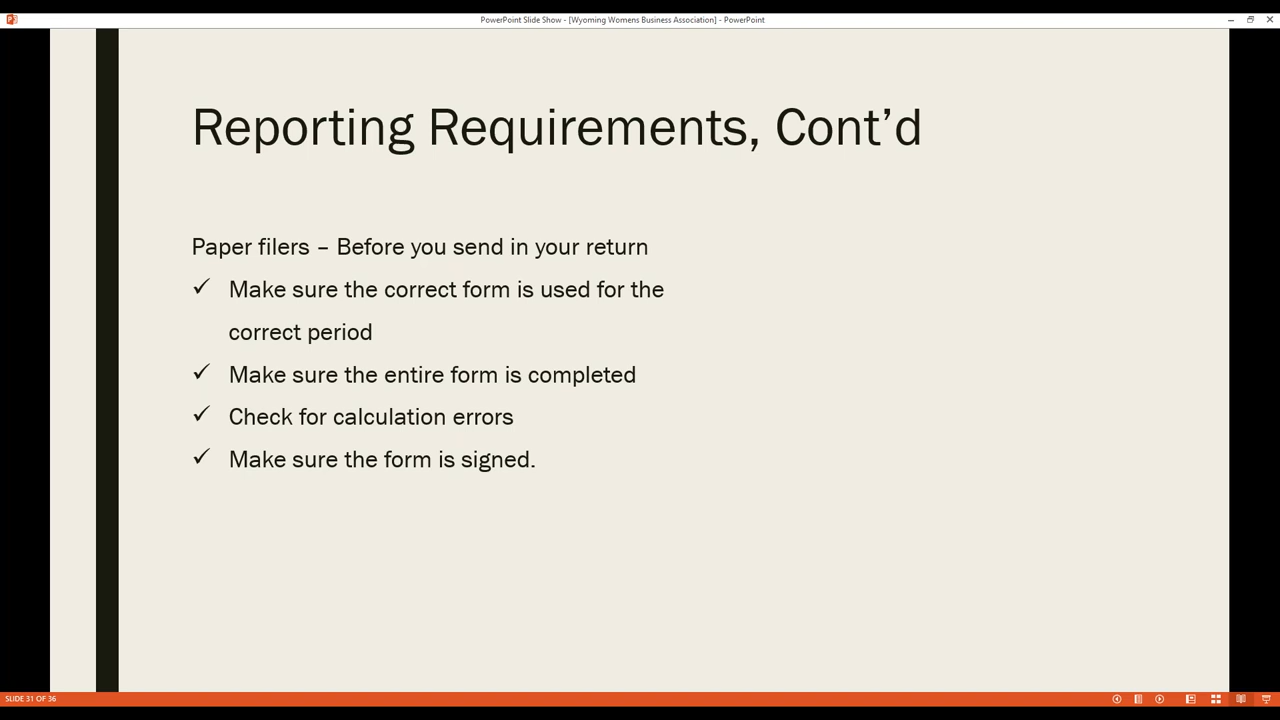 PowerPoint Slide Show - [Wyoming Womens Business Association] - PowerPoint
Reporting Requirements, Cont’d
Paper filers – Before you send in your return
✓ Make sure the correct form is used for the
correct period
✓ Make sure the entire form is completed
✓ Check for calculation errors
✓ Make sure the form is signed.
SLIDE 31 OF 36